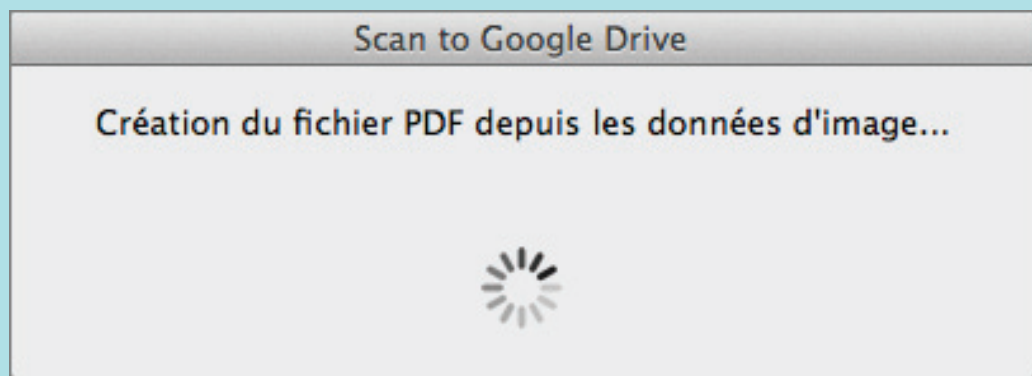 Scan to Google Drive
Création du fichier PDF depuis les données d'image...